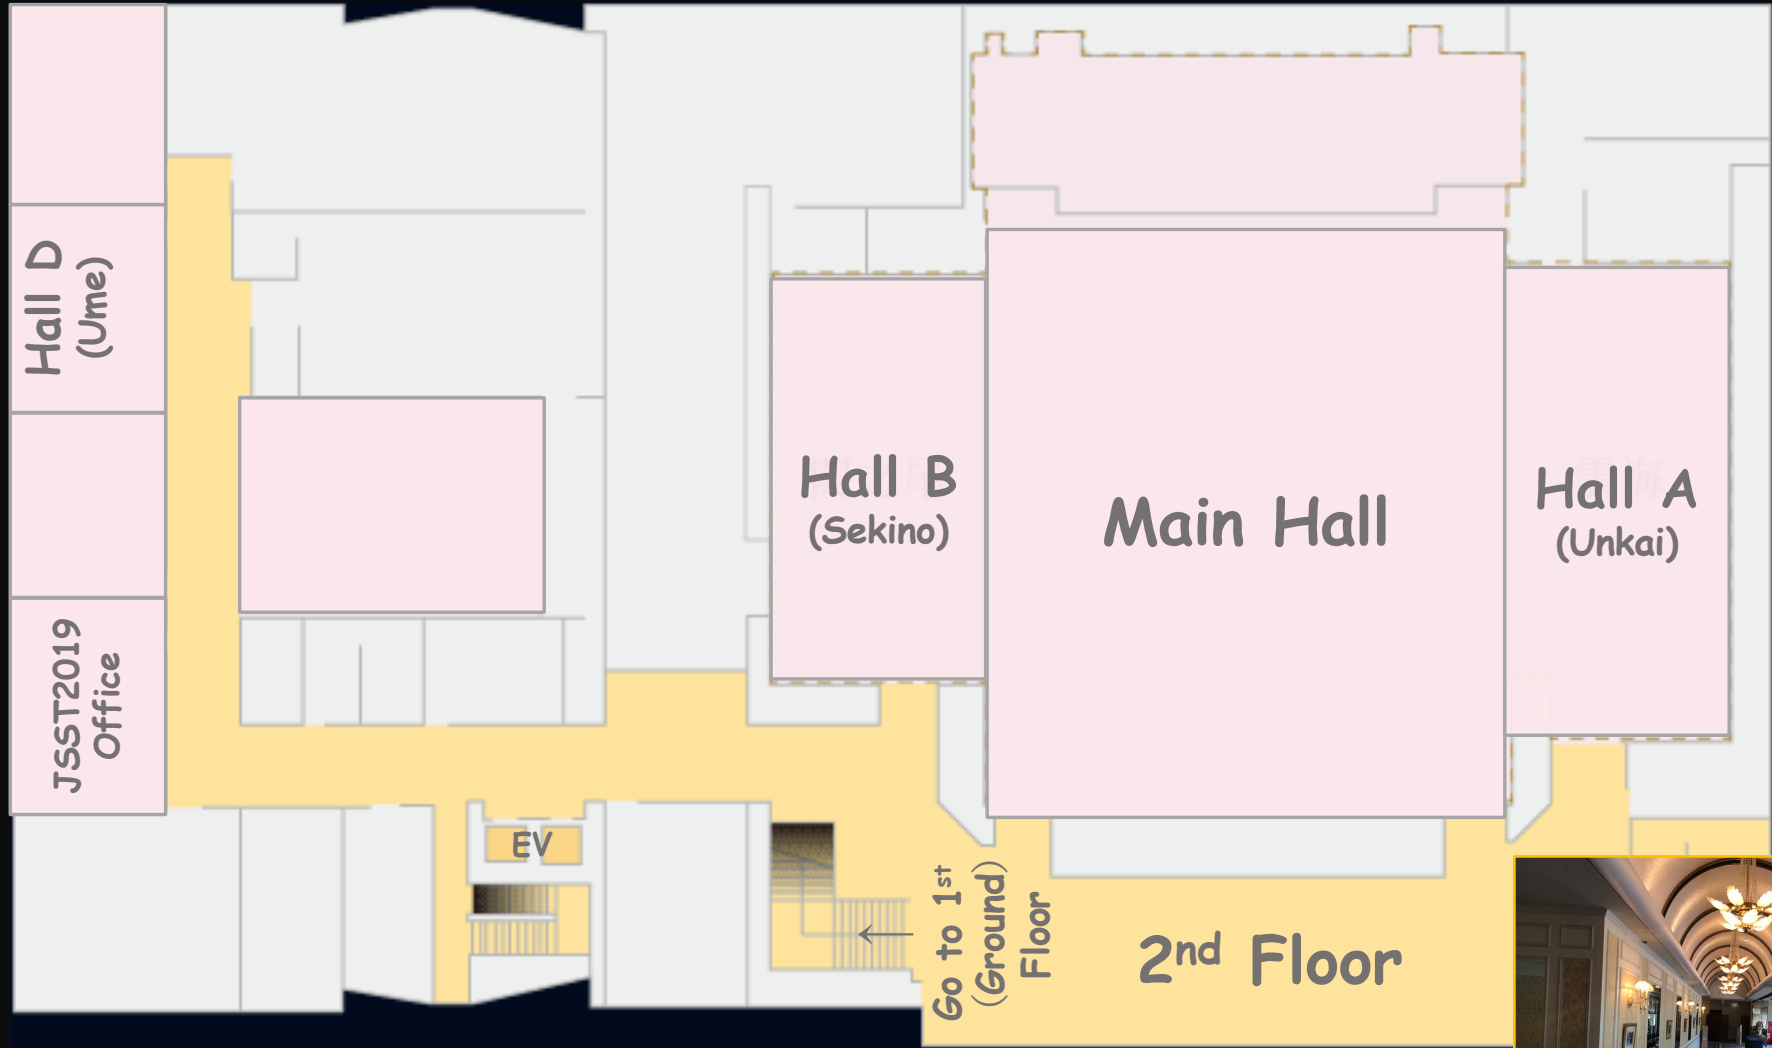 Hall D
(Ume)
JSST2019
Office
Hall B
(Sekino)
Main Hall
Hall A
(Unkai)
EV
Go to 1st
(Ground)
Floor
2nd Floor